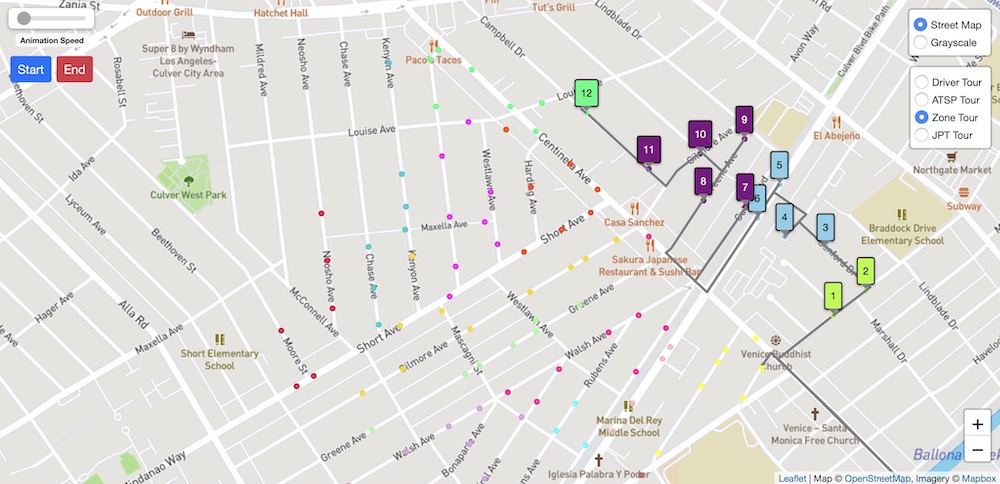 Zania St
Outdoor Grill
Hatchet Hall
Tut's Grill
Lindblade Dr
Campbell Dr
Avon Way
Culver Blvd Bike Path
Animation Speed
Start
End
Super 8 by Wyndham
Los Angeles-
Culver City Area
Rosabell St
Beethoven St
Mildred Ave
Neosho Ave
Chase Ave
Kenyon Ave
Paco's Tacos
Street Map
Grayscale
Driver Tour
ATSP Tour
Zone Tour
JPT Tour
12
9
10
11
8
7
6
5
4
3
2
1
Louise Ave
Centinela Ave
El Abejeño
Northgate Market
Subway
Ida Ave
Lyceum Ave
Culver West Park
Westlawn Ave
Harding Ave
Short Ave
Maxella Ave
Casa Sanchez
Sakura Japanese
Restaurant & Sushi Bar
Braddock Drive
Elementary School
Beethoven St
Neosho Ave
Chase Ave
Kenyon Ave
Hager Ave
Alla Rd
Maxella Ave
McConnell Ave
Moore St
Short Ave
Westlawn Ave
Greene Ave
Lindblade Dr
Marshall Dr
Short Elementary
School
Gilmore Ave
Mascagni St
Walsh Ave
Rubens Ave
Venice Buddhist
Church
Greene Ave
Walsh Ave
Marina Del Rey
Middle School
Venice – Santa
Monica Free Church
Mindanao Way
Iglesia Palabra Y Poder
+
−
Leaflet | Map © OpenStreetMap, Imagery © Mapbox